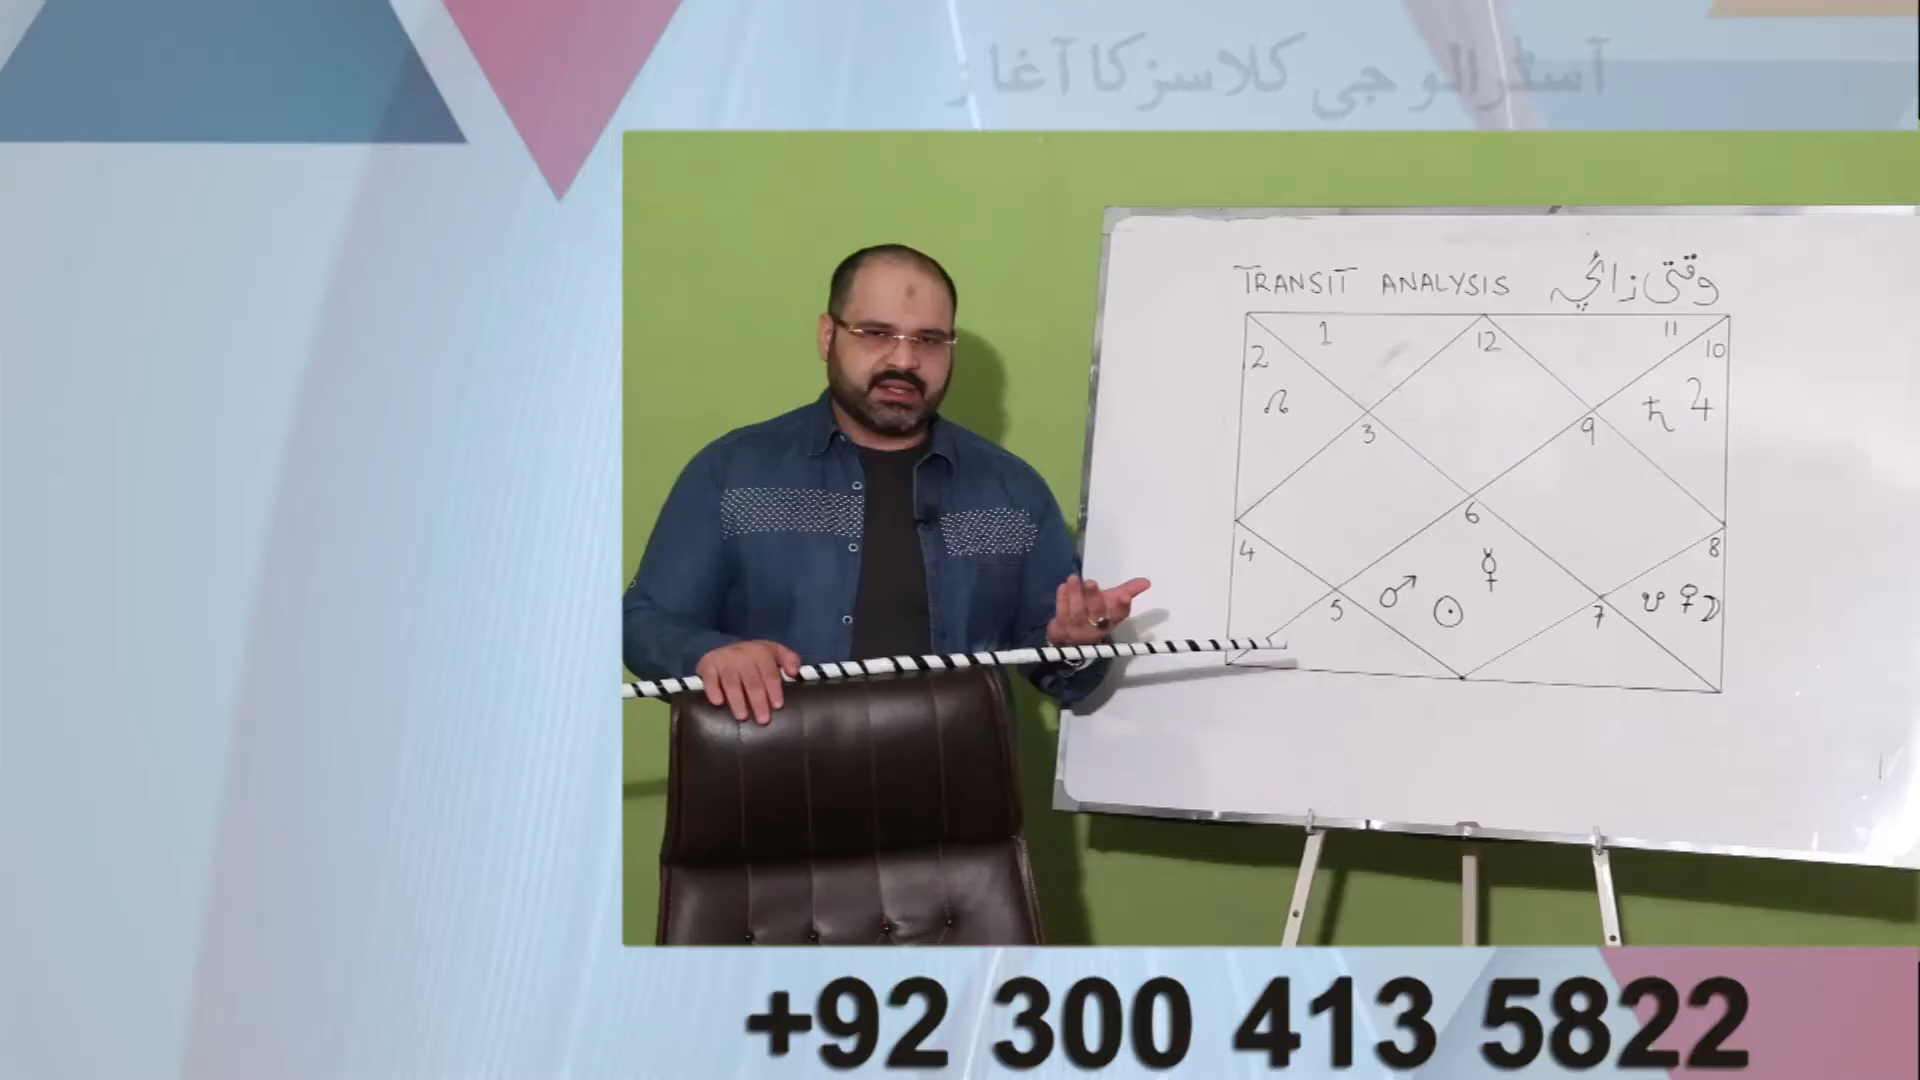 آسٹرالوجی کلاسز کا آغاز
TRANSIT ANALYSIS وقتی زائچے
1 12 11
2 10
☊ ♄ ♃
3 9
6
4 8
☿
5 ♂ ☉ 7 ☋ ♀ ☽
+92 300 413 5822